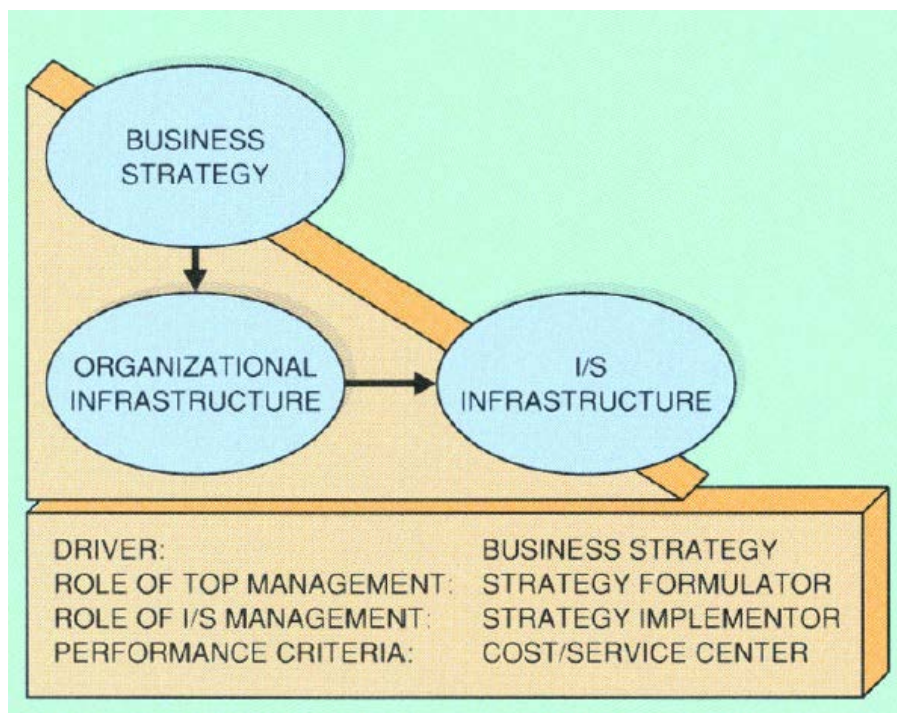 BUSINESS
STRATEGY
ORGANIZATIONAL
INFRASTRUCTURE
I/S
INFRASTRUCTURE
DRIVER: BUSINESS STRATEGY
ROLE OF TOP MANAGEMENT: STRATEGY FORMULATOR
ROLE OF I/S MANAGEMENT: STRATEGY IMPLEMENTOR
PERFORMANCE CRITERIA: COST/SERVICE CENTER